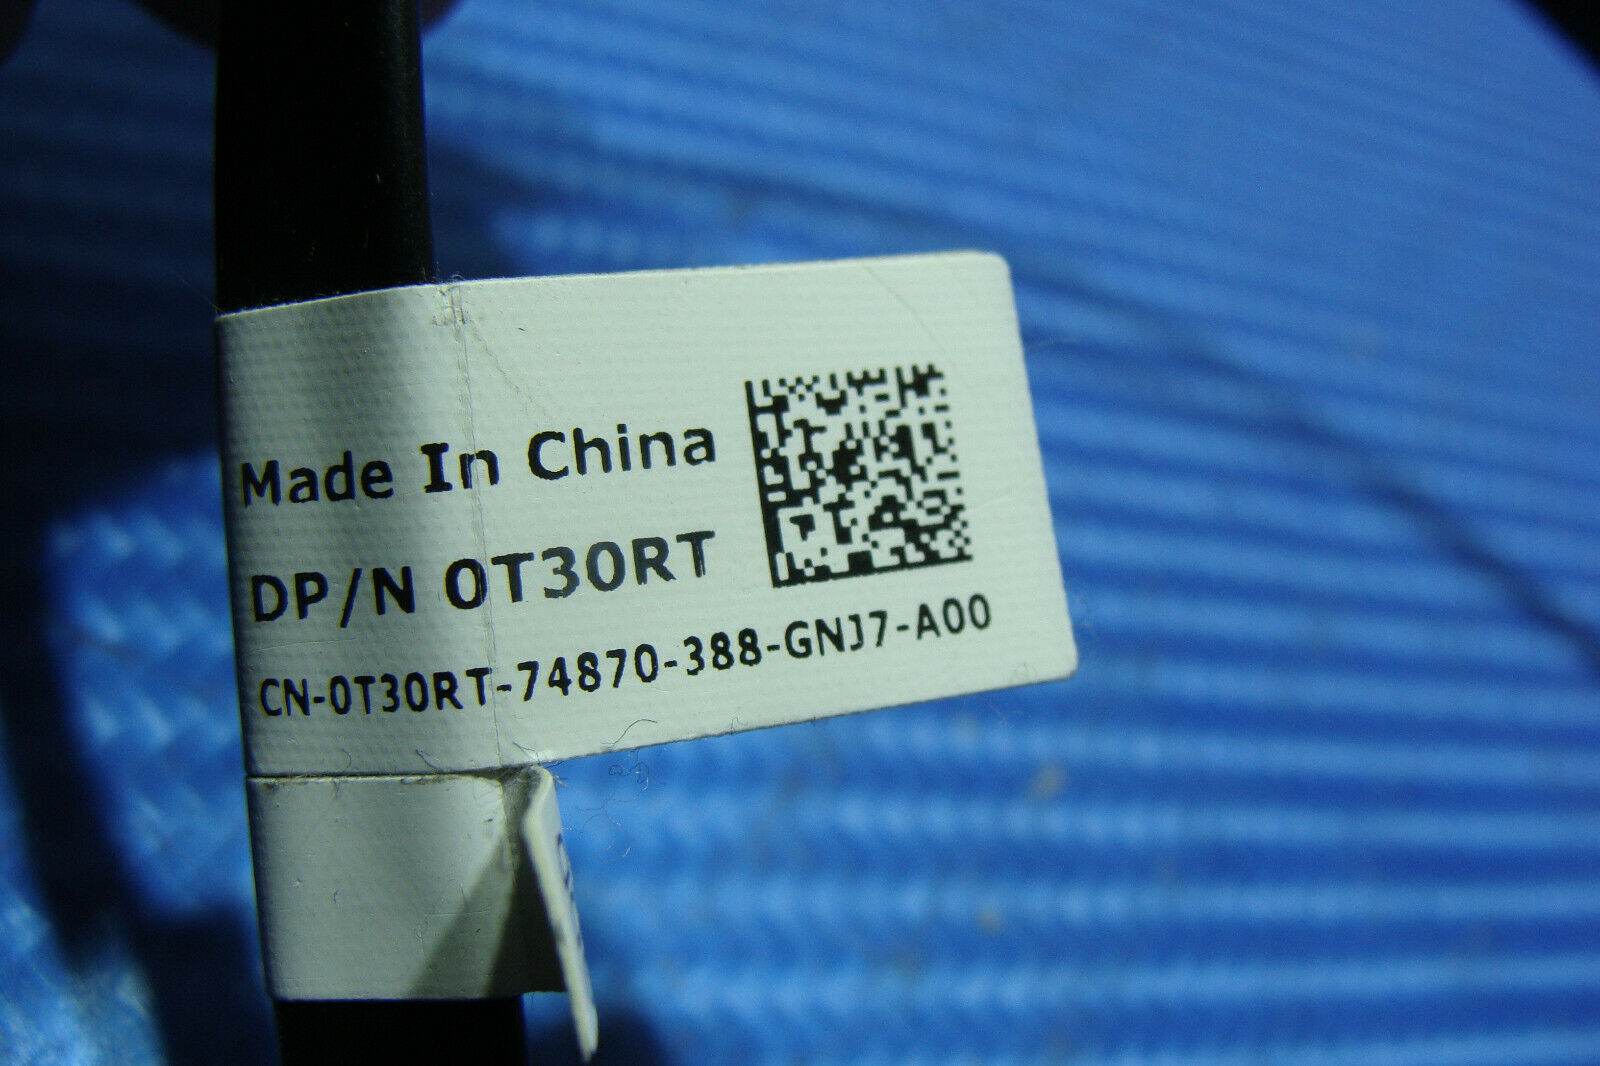 Made In China
DP/N 0T30RT
CN-0T30RT-74870-388-GNJ7-A00